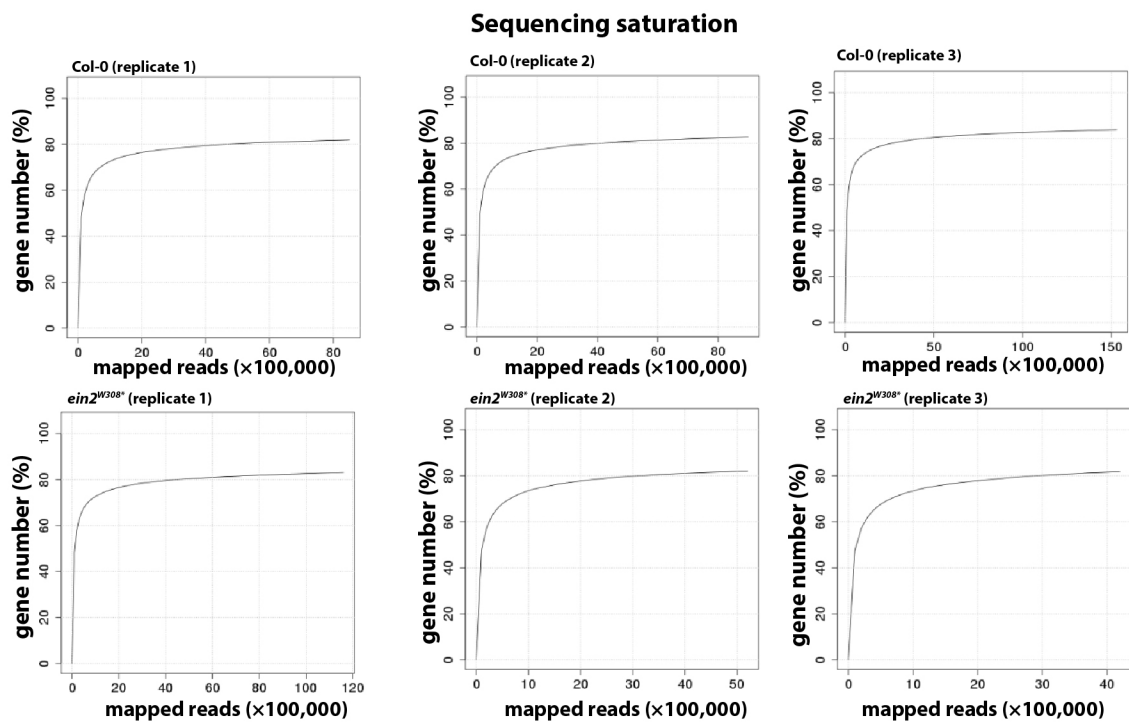 Sequencing saturation
Col-0 (replicate 1)
gene number (%)
100
80
60
40
20
0
0 20 40 60 80
mapped reads (×100,000)
Col-0 (replicate 2)
gene number (%)
100
80
60
40
20
0
0 20 40 60 80
mapped reads (×100,000)
Col-0 (replicate 3)
gene number (%)
100
80
60
40
20
0
0 50 100 150
mapped reads (×100,000)
ein2W308* (replicate 1)
gene number (%)
100
80
60
40
20
0
0 20 40 60 80 100 120
mapped reads (×100,000)
ein2W308* (replicate 2)
gene number (%)
100
80
60
40
20
0
0 10 20 30 40 50
mapped reads (×100,000)
ein2W308* (replicate 3)
gene number (%)
100
80
60
40
20
0
0 10 20 30 40
mapped reads (×100,000)